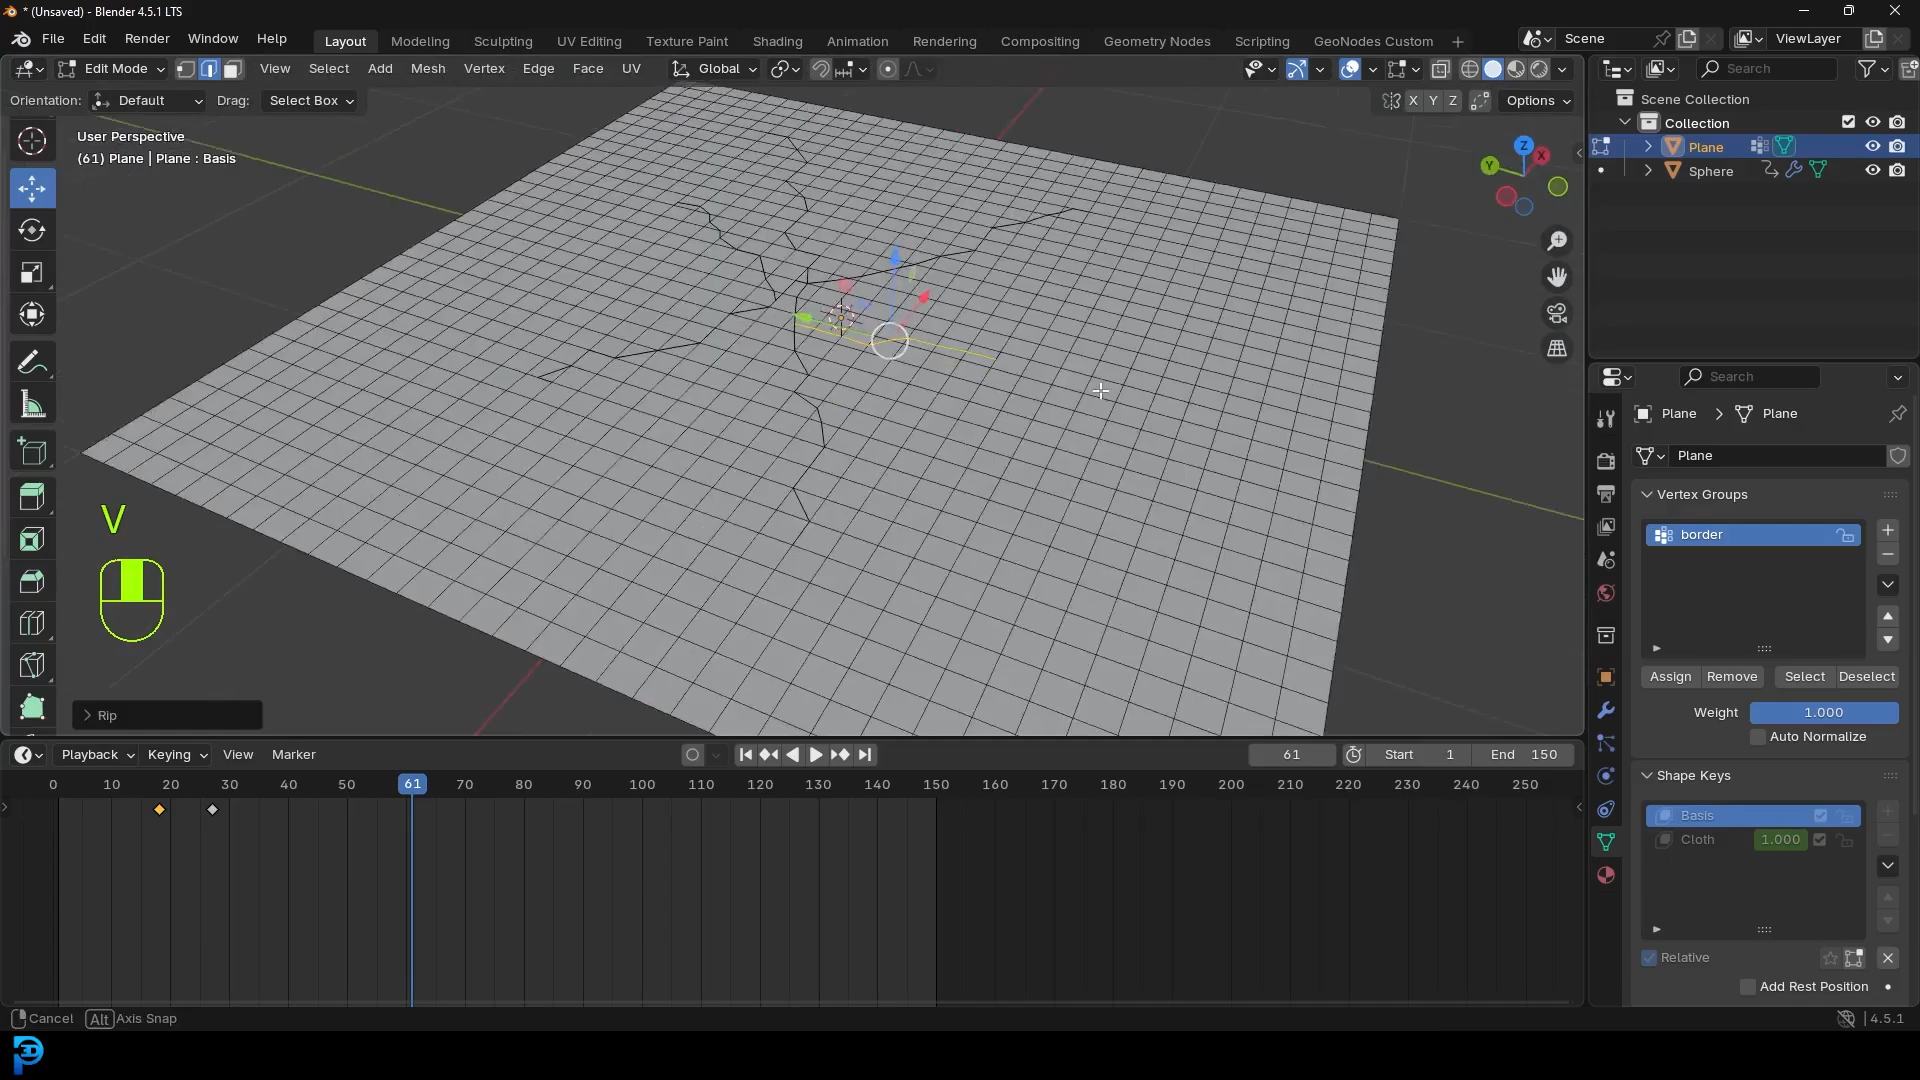 * (Unsaved) - Blender 4.5.1 LTS
File Edit Render Window Help Layout Modeling Sculpting UV Editing Texture Paint Shading Animation Rendering Compositing Geometry Nodes Scripting GeoNodes Custom + Scene ViewLayer
Edit Mode View Select Add Mesh Vertex Edge Face UV Global Search
Orientation: Default Drag: Select Box X Y Z Options
Scene Collection
Collection
Plane
Sphere
User Perspective
(61) Plane | Plane : Basis
Z
X
Y
Search
Plane > Plane
Plane
Vertex Groups
border
Assign Remove Select Deselect
Weight 1.000
Auto Normalize
Shape Keys
Basis
Cloth 1.000
Relative
Add Rest Position
V
Rip
Playback Keying View Marker 61 Start 1 End 150
0 10 20 30 40 50 61 70 80 90 100 110 120 130 140 150 160 170 180 190 200 210 220 230 240 250
Cancel Alt Axis Snap 4.5.1